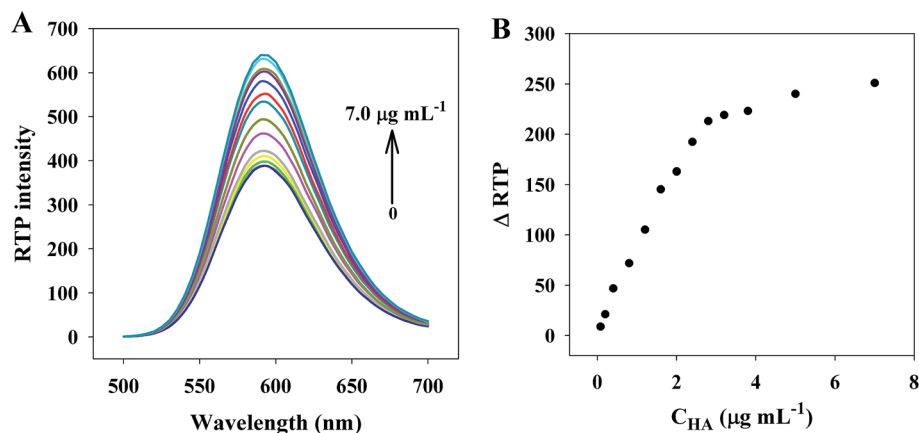 A
700
600
500
400
300
200
100
0
RTP intensity
7.0 μg mL⁻¹
0
500 550 600 650 700
Wavelength (nm)
B
300
250
200
150
100
50
0
Δ RTP
0 2 4 6 8
C_HA (μg mL⁻¹)